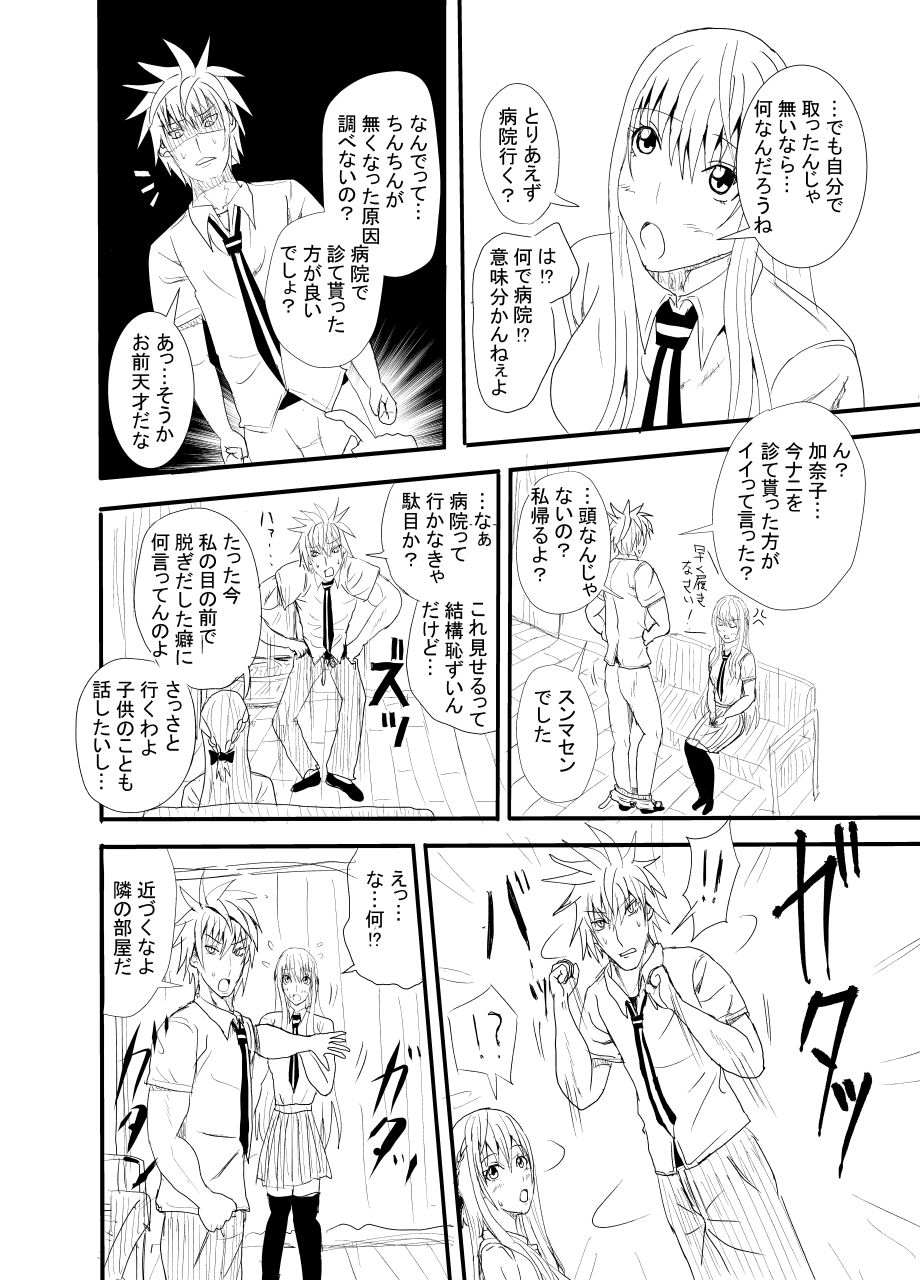 …でも自分で
取ったんじゃ
無いなら…
何なんだろうね
とりあえず
病院行く？
は⁉
何で病院⁉
意味分かんねぇよ
なんでって…
ちんちんが
無くなった原因
調べないの？
病院で
診て貰った
方が良い
でしょ？
あっ…そうか
お前天才だな
ん？
加奈子…
今ナニを
診て貰った方が
イイって言った？
早く履き
なさい！
…頭なんじゃ
ないの？
私帰るよ？
スンマセン
でした
…なぁ
病院って
行かなきゃ
駄目か？
これ見せるって
結構恥ずいん
だけど…
ハァ…
ズッ
たった今
私の目の前で
脱ぎだした癖に
何言ってんのよ
さっさと
行くわよ
子供のことも
話したいし…
ガタッ
!!
ガタッ
!?
えっ…
な…何⁉
近づくなよ
隣の部屋だ
ガタ
ガタ